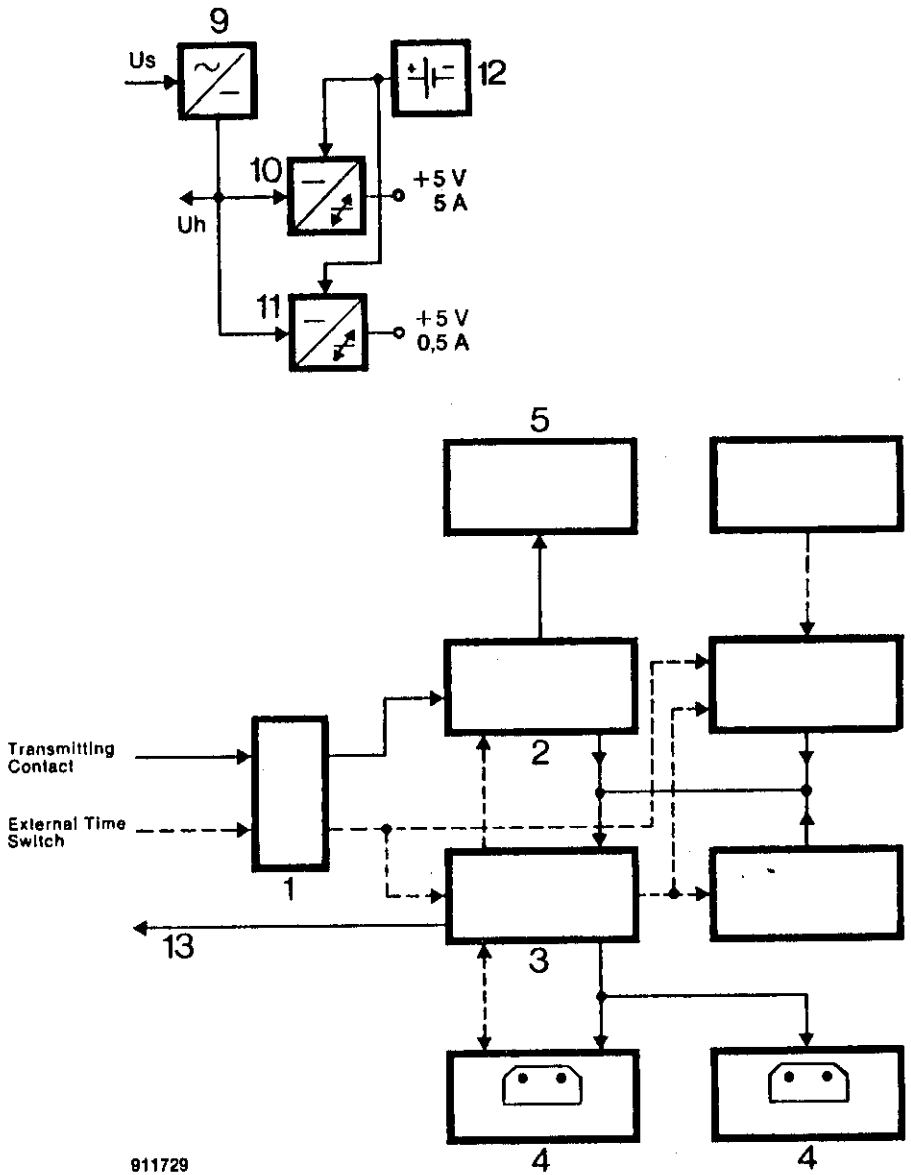 9
Us
+ −
12
10
+5 V
5 A
Uh
11
+5 V
0,5 A
5
Transmitting
Contact
2
External Time
Switch
1
13
3
4
4
911729